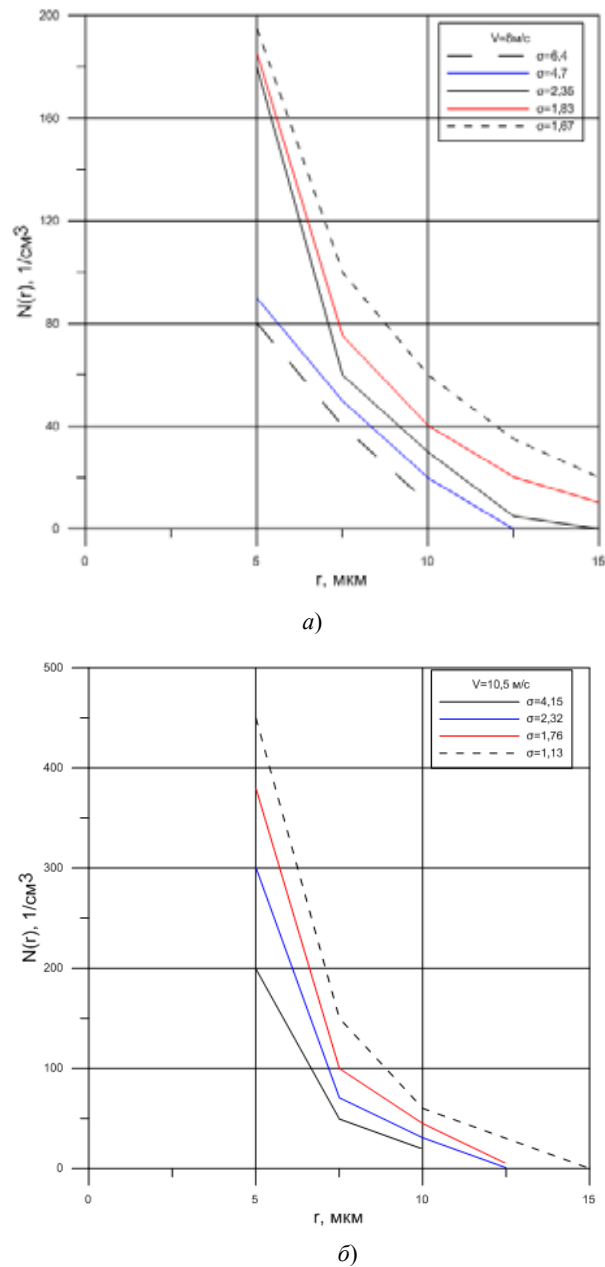 200
160
120
80
40
0
N(r), 1/см3
V=8м/с
σ=6,4
σ=4,7
σ=2,35
σ=1,83
σ=1,67
0
5
10
15
r, мкм
а)
500
400
300
200
100
0
N(r), 1/см3
V=10,5 м/с
σ=4,15
σ=2,32
σ=1,76
σ=1,13
0
5
10
15
r, мкм
б)